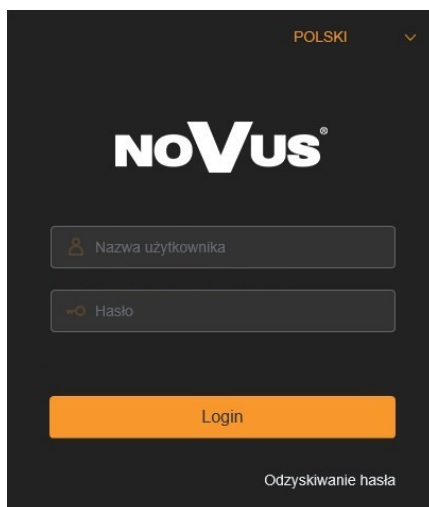 POLSKI
NOVUS®
Nazwa użytkownika
Hasło
Login
Odzyskiwanie hasła